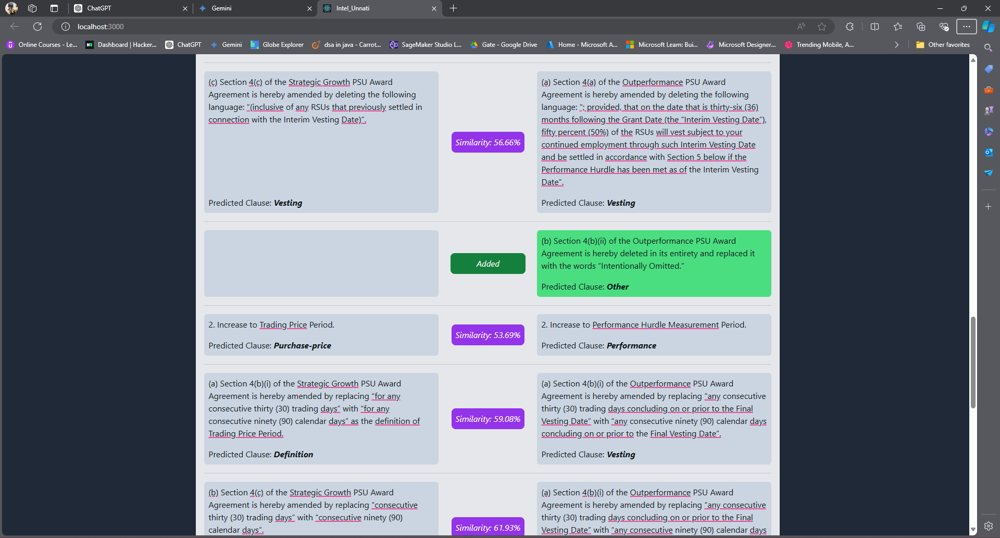 ChatGPT
Gemini
Intel_Unnati
localhost:3000
Online Courses - Le...
Dashboard | Hacker...
ChatGPT
Gemini
Globe Explorer
dsa in java - Carrot...
SageMaker Studio L...
Gate - Google Drive
Home - Microsoft A...
Microsoft Learn: Bui...
Microsoft Designer...
Trending Mobile, A...
Other favorites
(c) Section 4(c) of the Strategic Growth PSU Award
Agreement is hereby amended by deleting the following
language: “(inclusive of any RSUs that previously settled in
connection with the Interim Vesting Date)”.
Predicted Clause: Vesting
Similarity: 56.66%
(a) Section 4(a) of the Outperformance PSU Award
Agreement is hereby amended by deleting the following
language: “; provided, that on the date that is thirty-six (36)
months following the Grant Date (the “Interim Vesting Date”),
fifty percent (50%) of the RSUs will vest subject to your
continued employment through such Interim Vesting Date
and be settled in accordance with Section 5 below if the
Performance Hurdle has been met as of the Interim Vesting
Date”.
Predicted Clause: Vesting
Added
(b) Section 4(b)(ii) of the Outperformance PSU Award
Agreement is hereby deleted in its entirety and replaced it
with the words “Intentionally Omitted.”
Predicted Clause: Other
2. Increase to Trading Price Period.
Predicted Clause: Purchase-price
Similarity: 53.69%
2. Increase to Performance Hurdle Measurement Period.
Predicted Clause: Performance
(a) Section 4(b)(i) of the Strategic Growth PSU Award
Agreement is hereby amended by replacing “for any
consecutive thirty (30) trading days” with “for any
consecutive ninety (90) calendar days” as the definition of
Trading Price Period.
Predicted Clause: Definition
Similarity: 59.08%
(a) Section 4(b)(i) of the Outperformance PSU Award
Agreement is hereby amended by replacing “any consecutive
thirty (30) trading days concluding on or prior to the Final
Vesting Date” with “any consecutive ninety (90) calendar days
concluding on or prior to the Final Vesting Date”.
Predicted Clause: Vesting
(b) Section 4(c) of the Strategic Growth PSU Award
Agreement is hereby amended by replacing “consecutive
thirty (30) trading days” with “consecutive ninety (90)
calendar days”.
Similarity: 61.93%
(a) Section 4(b)(i) of the Outperformance PSU Award
Agreement is hereby amended by replacing “any consecutive
thirty (30) trading days concluding on or prior to the Final
Vesting Date” with “any consecutive ninety (90) calendar days